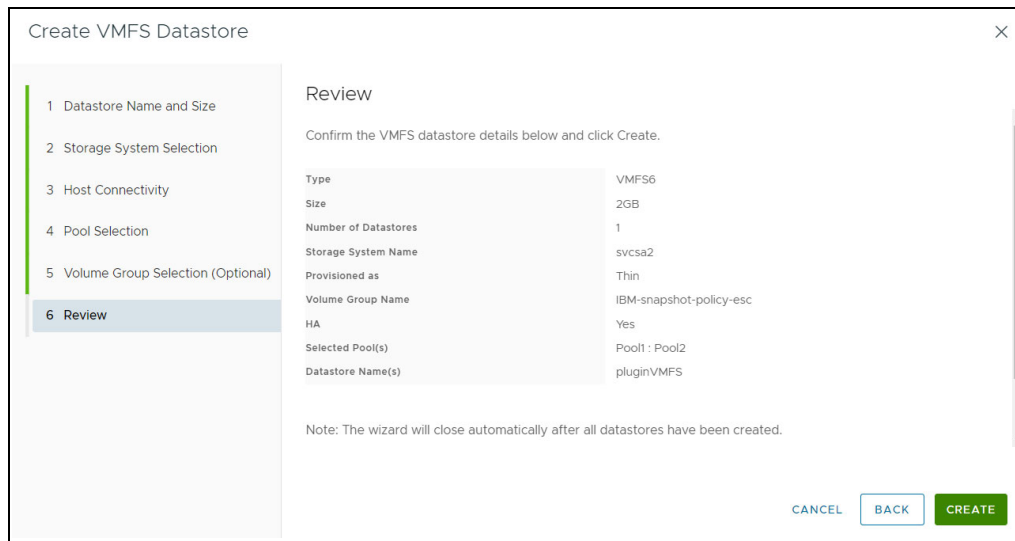 Create VMFS Datastore
1 Datastore Name and Size
2 Storage System Selection
3 Host Connectivity
4 Pool Selection
5 Volume Group Selection (Optional)
6 Review
Review
Confirm the VMFS datastore details below and click Create.
Type VMFS6
Size 2GB
Number of Datastores 1
Storage System Name svcsa2
Provisioned as Thin
Volume Group Name IBM-snapshot-policy-esc
HA Yes
Selected Pool(s) Pool1 : Pool2
Datastore Name(s) pluginVMFS
Note: The wizard will close automatically after all datastores have been created.
CANCEL BACK CREATE